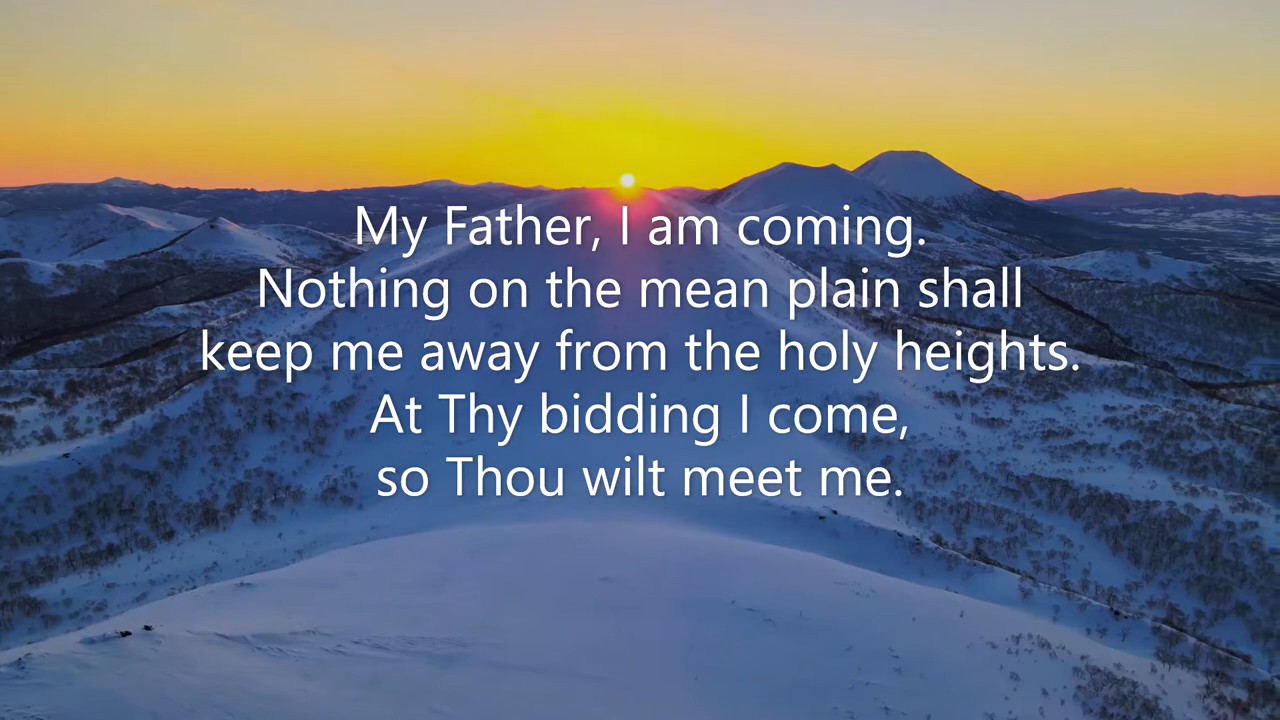 My Father, I am coming.
Nothing on the mean plain shall
keep me away from the holy heights.
At Thy bidding I come,
so Thou wilt meet me.